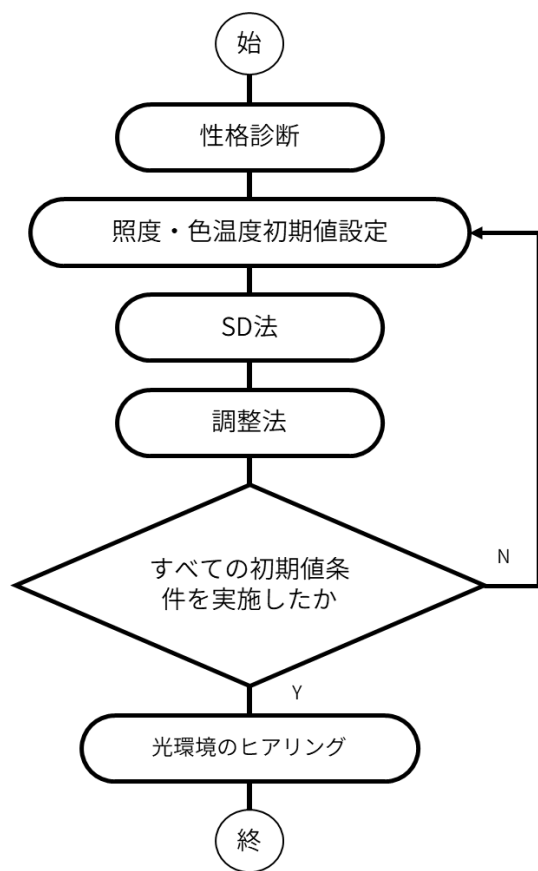 始
性格診断
照度・色温度初期値設定
SD法
調整法
すべての初期値条
件を実施したか
N
Y
光環境のヒアリング
終